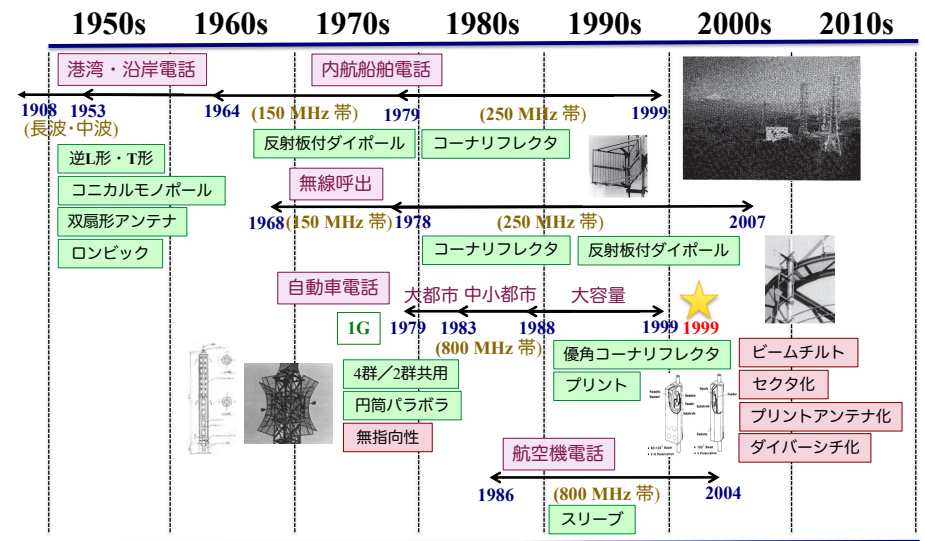 1950s 1960s 1970s 1980s 1990s 2000s 2010s
港湾・沿岸電話
内航船舶電話
1908 1953 1964 (150 MHz 帯) 1979 (250 MHz 帯) 1999
(長波・中波)
反射板付ダイポール
コーナリフレクタ
逆L形・T形
コニカルモノポール
双扇形アンテナ
ロンビック
無線呼出
1968 (150 MHz 帯) 1978 (250 MHz 帯) 2007
コーナリフレクタ
反射板付ダイポール
自動車電話
大都市 中小都市 大容量
1G
1979 1983 1988 1999 1999
(800 MHz 帯)
優角コーナリフレクタ
プリント
4群／2群共用
円筒パラボラ
無指向性
ビームチルト
セクタ化
プリントアンテナ化
ダイバーシチ化
航空機電話
1986 (800 MHz 帯) 2004
スリーブ